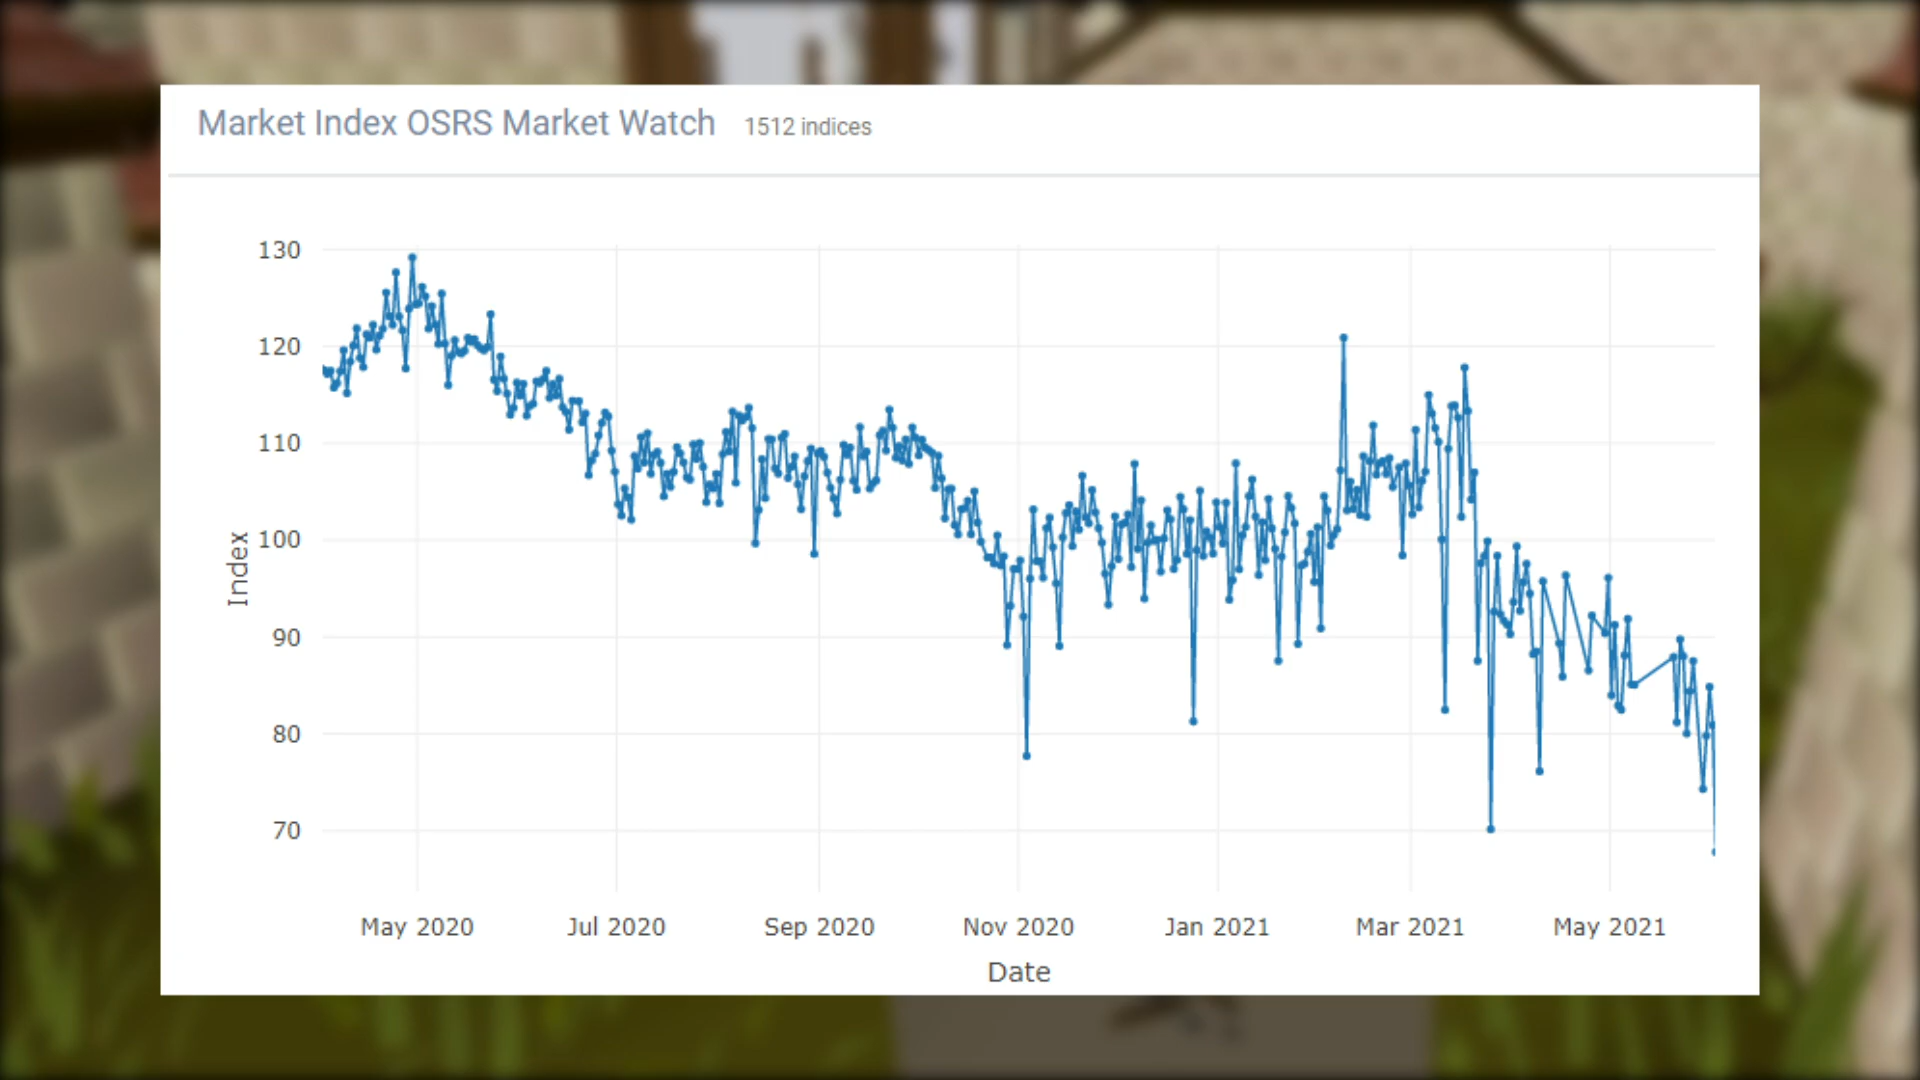 Market Index OSRS Market Watch 1512 indices
130
120
110
100
90
80
70
Index
May 2020 Jul 2020 Sep 2020 Nov 2020 Jan 2021 Mar 2021 May 2021
Date